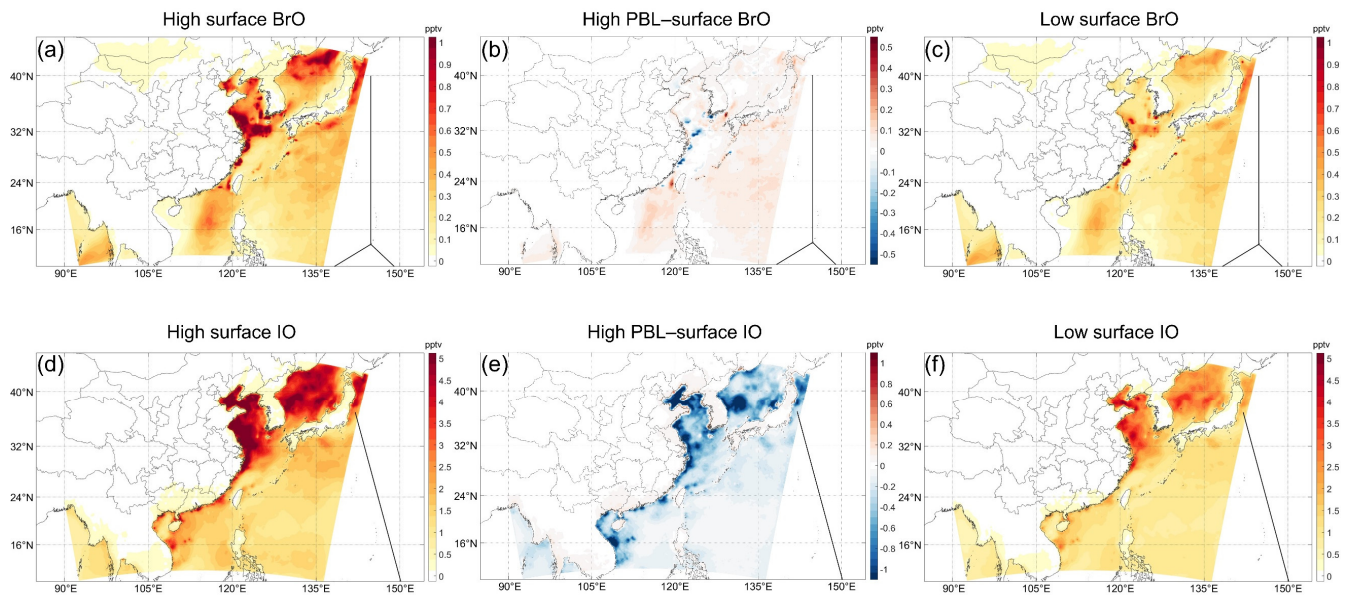 High surface BrO
High PBL–surface BrO
Low surface BrO
pptv
pptv
pptv
(a)
(b)
(c)
40°N
32°N
24°N
16°N
90°E 105°E 120°E 135°E 150°E
1
0.9
0.8
0.7
0.6
0.5
0.4
0.3
0.2
0.1
0
40°N
32°N
24°N
16°N
90°E 105°E 120°E 135°E 150°E
0.5
0.4
0.3
0.2
0.1
0
-0.1
-0.2
-0.3
-0.4
-0.5
40°N
32°N
24°N
16°N
90°E 105°E 120°E 135°E 150°E
1
0.9
0.8
0.7
0.6
0.5
0.4
0.3
0.2
0.1
0
High surface IO
High PBL–surface IO
Low surface IO
pptv
pptv
pptv
(d)
(e)
(f)
40°N
32°N
24°N
16°N
90°E 105°E 120°E 135°E 150°E
5
4.5
4
3.5
3
2.5
2
1.5
1
0.5
0
40°N
32°N
24°N
16°N
90°E 105°E 120°E 135°E 150°E
1
0.8
0.6
0.4
0.2
0
-0.2
-0.4
-0.6
-0.8
-1
40°N
32°N
24°N
16°N
90°E 105°E 120°E 135°E 150°E
5
4.5
4
3.5
3
2.5
2
1.5
1
0.5
0